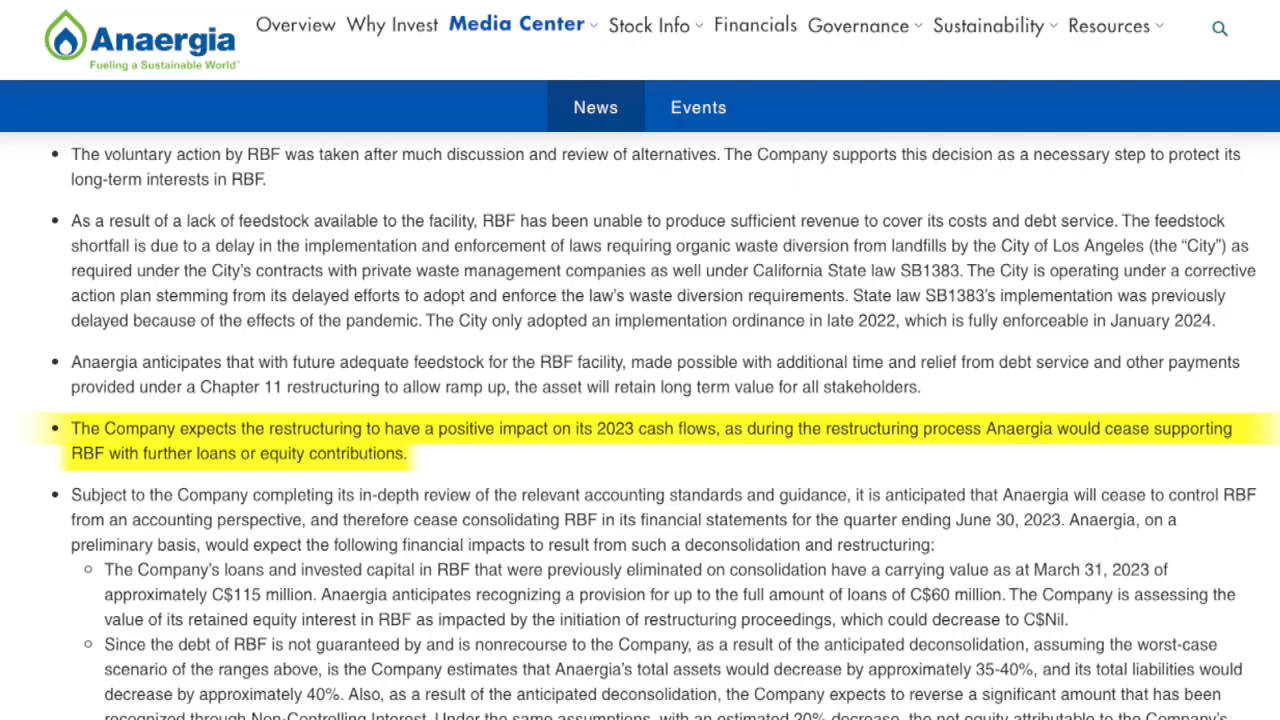 Anaergia
Fueling a Sustainable World
Overview Why Invest Media Center Stock Info Financials Governance Sustainability Resources
News Events
• The voluntary action by RBF was taken after much discussion and review of alternatives. The Company supports this decision as a necessary step to protect its
long-term interests in RBF.
• As a result of a lack of feedstock available to the facility, RBF has been unable to produce sufficient revenue to cover its costs and debt service. The feedstock
shortfall is due to a delay in the implementation and enforcement of laws requiring organic waste diversion from landfills by the City of Los Angeles (the “City”) as
required under the City’s contracts with private waste management companies as well under California State law SB1383. The City is operating under a corrective
action plan stemming from its delayed efforts to adopt and enforce the law’s waste diversion requirements. State law SB1383’s implementation was previously
delayed because of the effects of the pandemic. The City only adopted an implementation ordinance in late 2022, which is fully enforceable in January 2024.
• Anaergia anticipates that with future adequate feedstock for the RBF facility, made possible with additional time and relief from debt service and other payments
provided under a Chapter 11 restructuring to allow ramp up, the asset will retain long term value for all stakeholders.
• The Company expects the restructuring to have a positive impact on its 2023 cash flows, as during the restructuring process Anaergia would cease supporting
RBF with further loans or equity contributions.
• Subject to the Company completing its in-depth review of the relevant accounting standards and guidance, it is anticipated that Anaergia will cease to control RBF
from an accounting perspective, and therefore cease consolidating RBF in its financial statements for the quarter ending June 30, 2023. Anaergia, on a
preliminary basis, would expect the following financial impacts to result from such a deconsolidation and restructuring:
○ The Company’s loans and invested capital in RBF that were previously eliminated on consolidation have a carrying value as at March 31, 2023 of
approximately C$115 million. Anaergia anticipates recognizing a provision for up to the full amount of loans of C$60 million. The Company is assessing the
value of its retained equity interest in RBF as impacted by the initiation of restructuring proceedings, which could decrease to C$Nil.
○ Since the debt of RBF is not guaranteed by and is nonrecourse to the Company, as a result of the anticipated deconsolidation, assuming the worst-case
scenario of the ranges above, is the Company estimates that Anaergia’s total assets would decrease by approximately 35-40%, and its total liabilities would
decrease by approximately 40%. Also, as a result of the anticipated deconsolidation, the Company expects to reverse a significant amount that has been
recognized through Non-Controlling Interest. Under the same assumptions, with an estimated 20% decrease, the net equity attributable to the Company’s